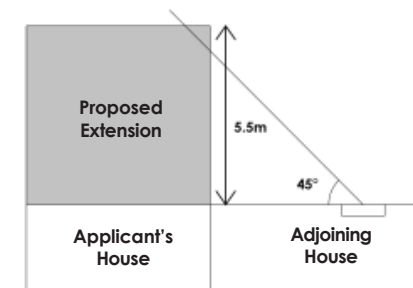 Proposed
Extension
5.5m
45°
Applicant's
House
Adjoining
House